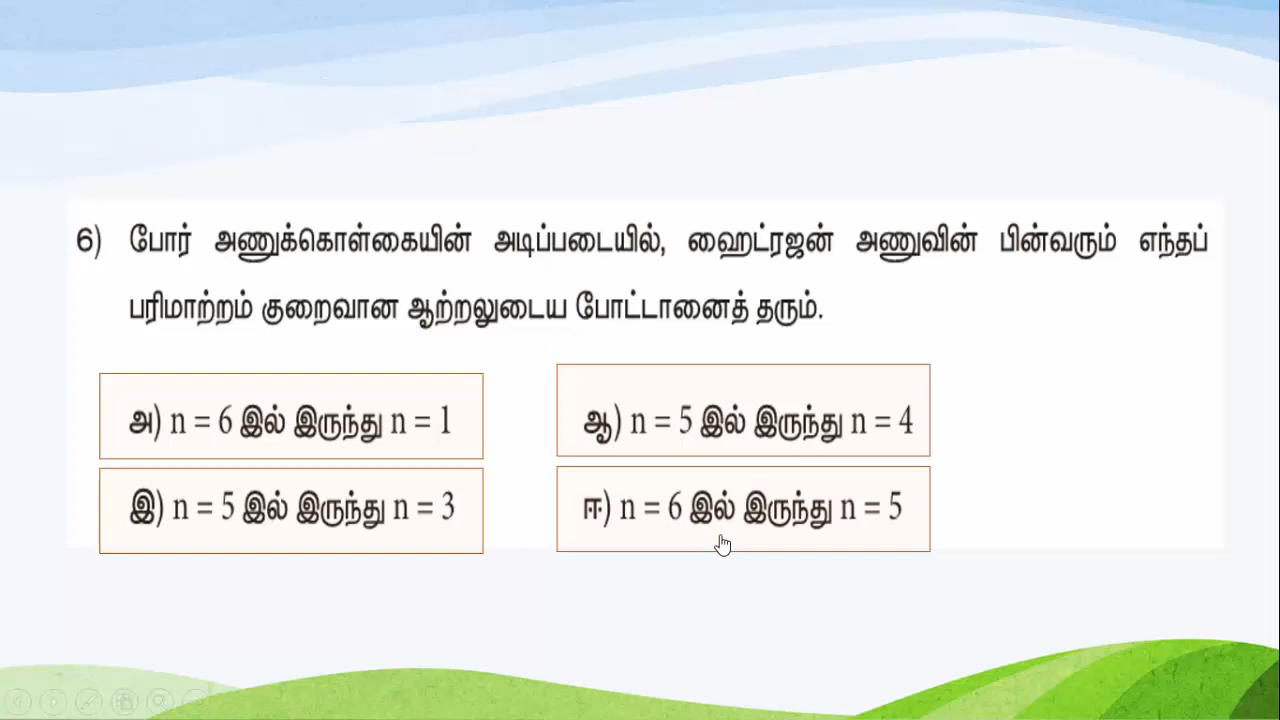 6) போர் அணுக்கொள்கையின் அடிப்படையில், ஹைட்ரஜன் அணுவின் பின்வரும் எந்தப்
பரிமாற்றம் குறைவான ஆற்றலுடைய போட்டானைத் தரும்.
அ) n = 6 இல் இருந்து n = 1
ஆ) n = 5 இல் இருந்து n = 4
இ) n = 5 இல் இருந்து n = 3
ஈ) n = 6 இல் இருந்து n = 5